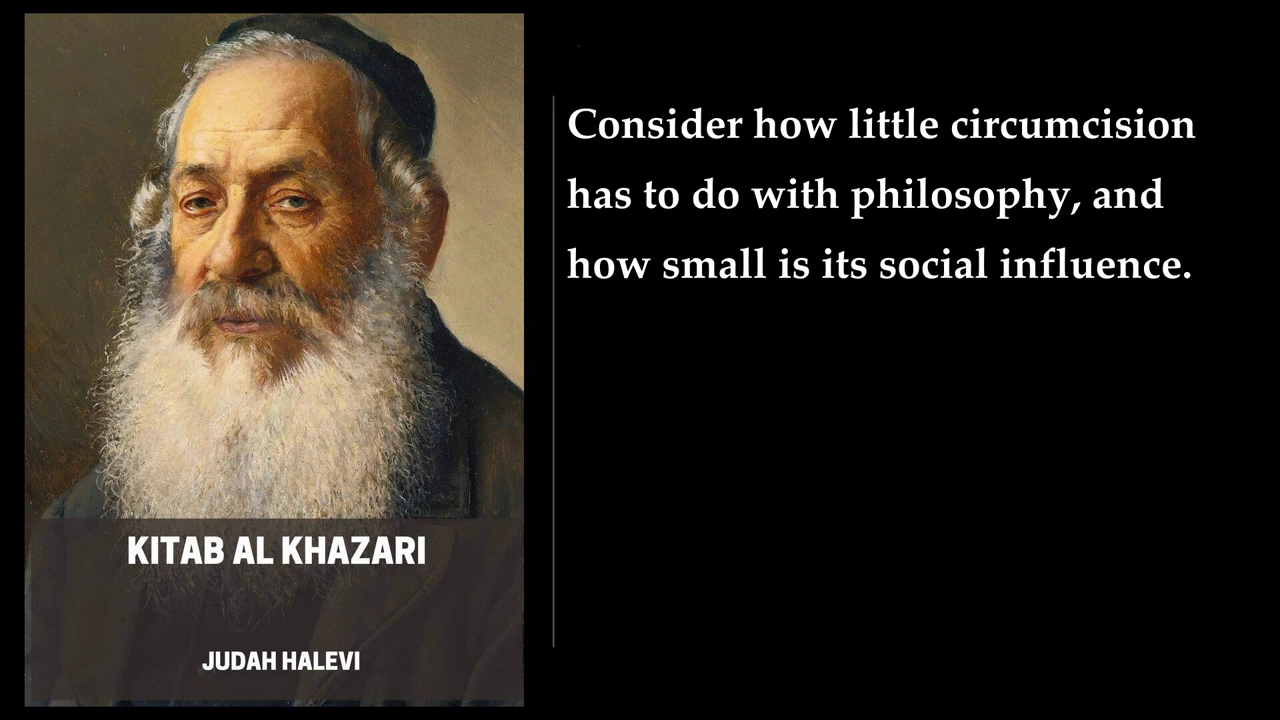 KITAB AL KHAZARI
JUDAH HALEVI
Consider how little circumcision
has to do with philosophy, and
how small is its social influence.